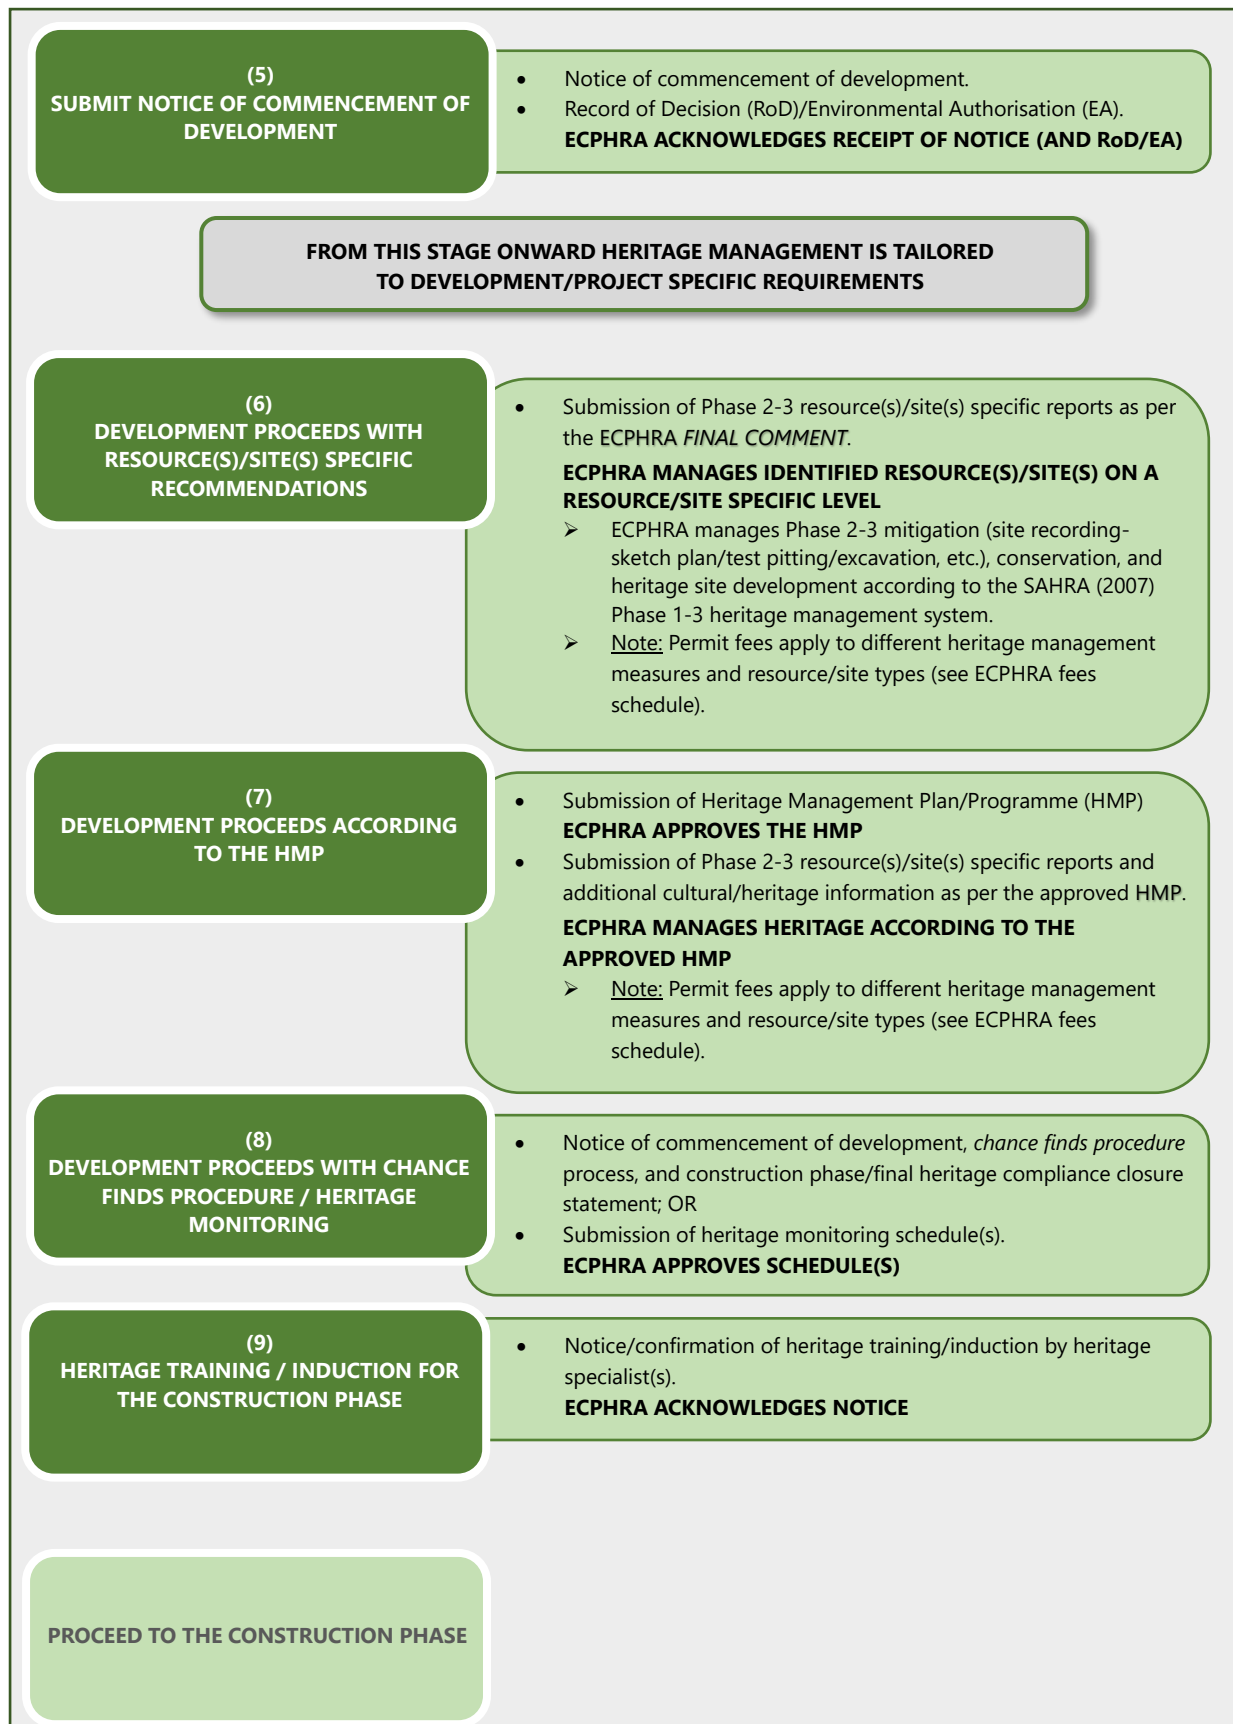 (5)
SUBMIT NOTICE OF COMMENCEMENT OF
DEVELOPMENT
• Notice of commencement of development.
• Record of Decision (RoD)/Environmental Authorisation (EA).
ECPHRA ACKNOWLEDGES RECEIPT OF NOTICE (AND RoD/EA)
FROM THIS STAGE ONWARD HERITAGE MANAGEMENT IS TAILORED
TO DEVELOPMENT/PROJECT SPECIFIC REQUIREMENTS
(6)
DEVELOPMENT PROCEEDS WITH
RESOURCE(S)/SITE(S) SPECIFIC
RECOMMENDATIONS
• Submission of Phase 2-3 resource(s)/site(s) specific reports as per
the ECPHRA FINAL COMMENT.
ECPHRA MANAGES IDENTIFIED RESOURCE(S)/SITE(S) ON A
RESOURCE/SITE SPECIFIC LEVEL
➢ ECPHRA manages Phase 2-3 mitigation (site recording-
sketch plan/test pitting/excavation, etc.), conservation, and
heritage site development according to the SAHRA (2007)
Phase 1-3 heritage management system.
➢ Note: Permit fees apply to different heritage management
measures and resource/site types (see ECPHRA fees
schedule).
(7)
DEVELOPMENT PROCEEDS ACCORDING
TO THE HMP
• Submission of Heritage Management Plan/Programme (HMP)
ECPHRA APPROVES THE HMP
• Submission of Phase 2-3 resource(s)/site(s) specific reports and
additional cultural/heritage information as per the approved HMP.
ECPHRA MANAGES HERITAGE ACCORDING TO THE
APPROVED HMP
➢ Note: Permit fees apply to different heritage management
measures and resource/site types (see ECPHRA fees
schedule).
(8)
DEVELOPMENT PROCEEDS WITH CHANCE
FINDS PROCEDURE / HERITAGE
MONITORING
• Notice of commencement of development, chance finds procedure
process, and construction phase/final heritage compliance closure
statement; OR
• Submission of heritage monitoring schedule(s).
ECPHRA APPROVES SCHEDULE(S)
(9)
HERITAGE TRAINING / INDUCTION FOR
THE CONSTRUCTION PHASE
• Notice/confirmation of heritage training/induction by heritage
specialist(s).
ECPHRA ACKNOWLEDGES NOTICE
PROCEED TO THE CONSTRUCTION PHASE